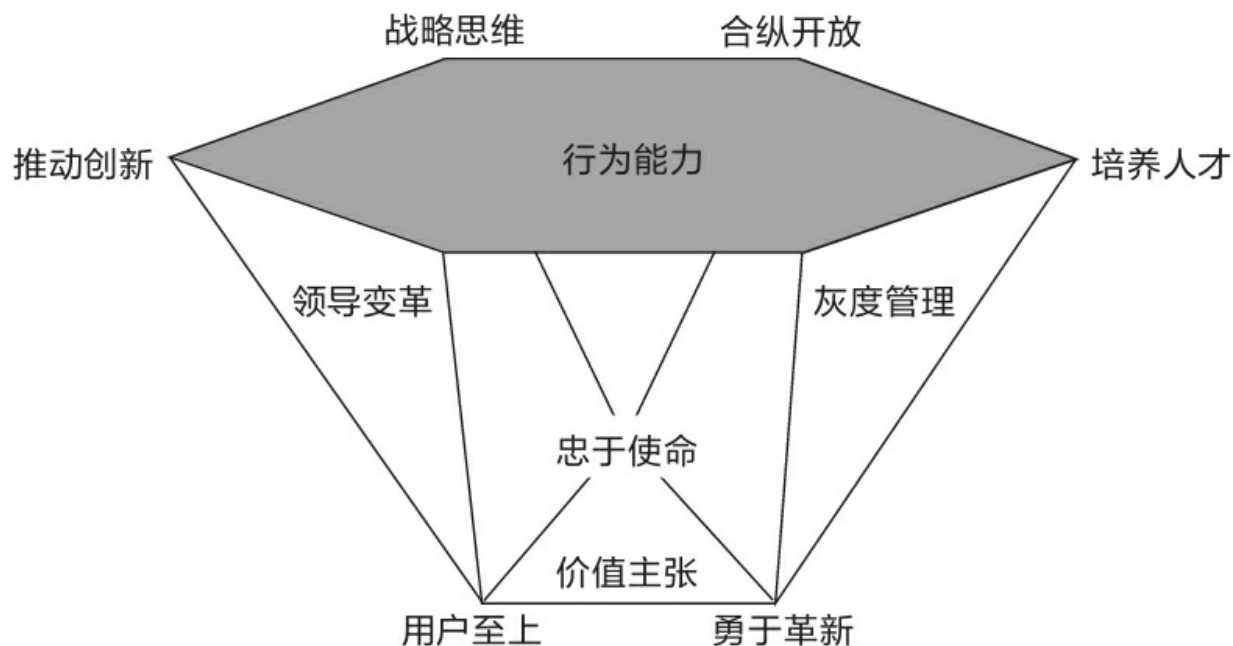 战略思维
合纵开放
推动创新
行为能力
培养人才
领导变革
灰度管理
忠于使命
价值主张
用户至上
勇于革新